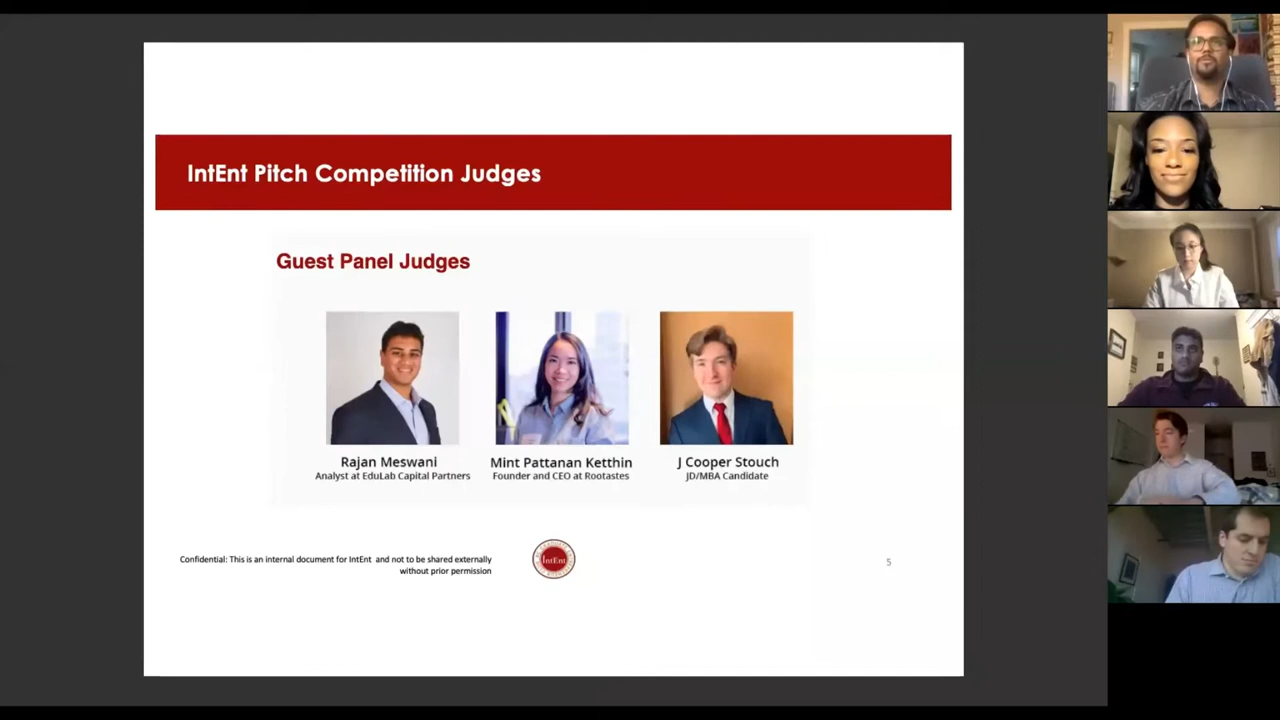 IntEnt Pitch Competition Judges
Guest Panel Judges
Rajan Meswani
Analyst at EduLab Capital Partners
Mint Pattanan Ketthin
Founder and CEO at Rootastes
J Cooper Stouch
JD/MBA Candidate
Confidential: This is an internal document for IntEnt and not to be shared externally
without prior permission
IntEnt
5